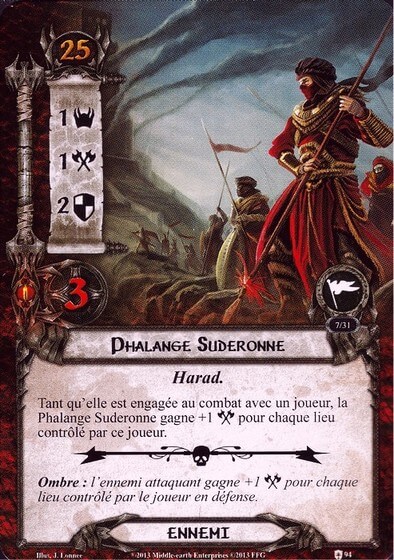 25
1
1
2
3
7/31
PHALANGE SUDERONNE
Harad.
Tant qu'elle est engagée au combat avec un joueur, la
Phalange Suderonne gagne +1 pour chaque lieu
contrôlé par ce joueur.
Ombre : l'ennemi attaquant gagne +1 pour chaque
lieu contrôlé par le joueur en défense.
ENNEMI
Illus. J. Lonnee
©2013 Middle-earth Enterprises ©2013 FFG
94